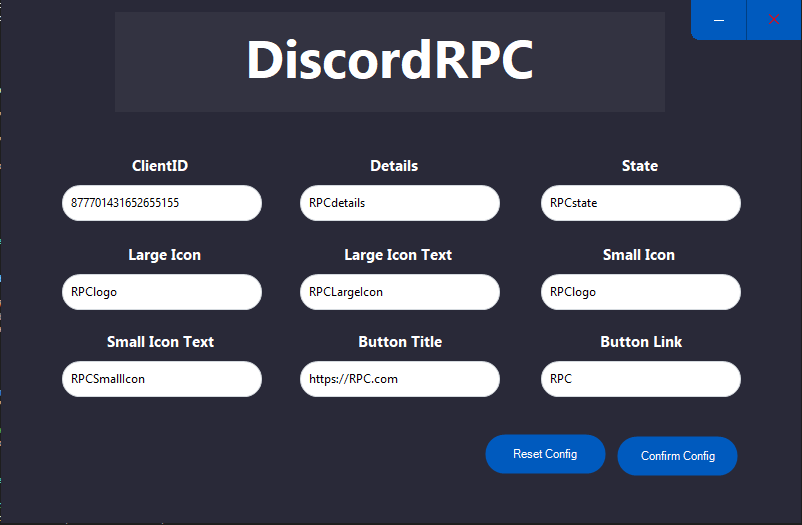 DiscordRPC
ClientID Details State
877701431652655155 RPCdetails RPCstate
Large Icon Large Icon Text Small Icon
RPClogo RPCLargeIcon RPClogo
Small Icon Text Button Title Button Link
RPCSmallIcon https://RPC.com RPC
Reset Config Confirm Config